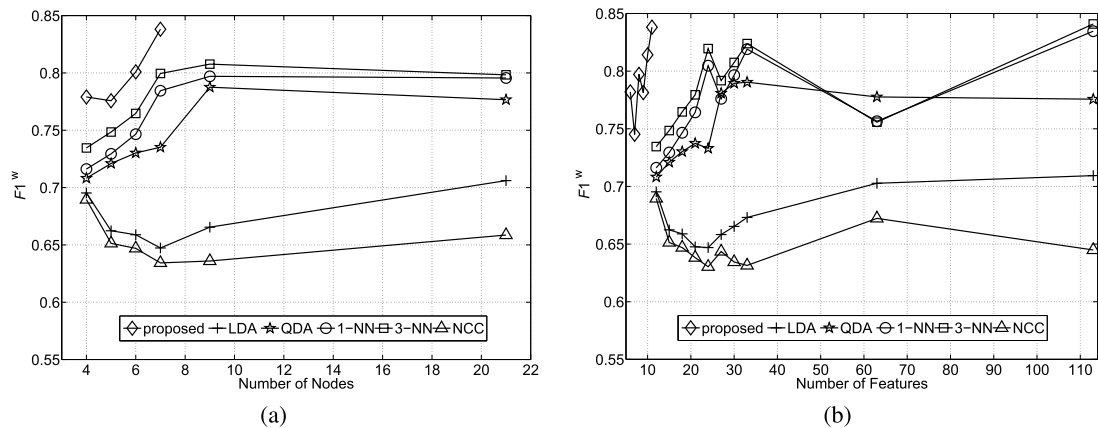 0.85
0.8
0.75
0.7
0.65
0.6
0.55
F1 w
proposed LDA QDA 1−NN 3−NN NCC
4 6 8 10 12 14 16 18 20 22
Number of Nodes
(a)
0.85
0.8
0.75
0.7
0.65
0.6
0.55
F1 w
proposed LDA QDA 1−NN 3−NN NCC
10 20 30 40 50 60 70 80 90 100 110
Number of Features
(b)